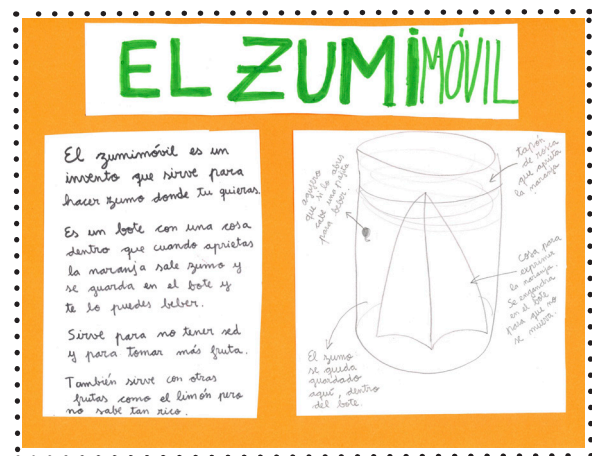 EL ZUMIMÓVIL
El zumimóvil es un
invento que sirve para
hacer zumo donde tu quieras.
Es un bote con una cosa
dentro que cuando aprietas
la naranja sale zumo y
se guarda en el bote y
te lo puedes beber.
Sirve para no tener sed
y para tomar más fruta.
También sirve con otras
frutas como el limón pero
no sabe tan rico.
agujero
que si lo abres
cabe una pajita
para beber.
tapón
de rosca
que aprieta
la naranja
Cosa para
exprimir
la naranja.
Se engancha
en el bote
para que no
se mueva.
El zumo
se queda
guardado
aquí, dentro
del bote.